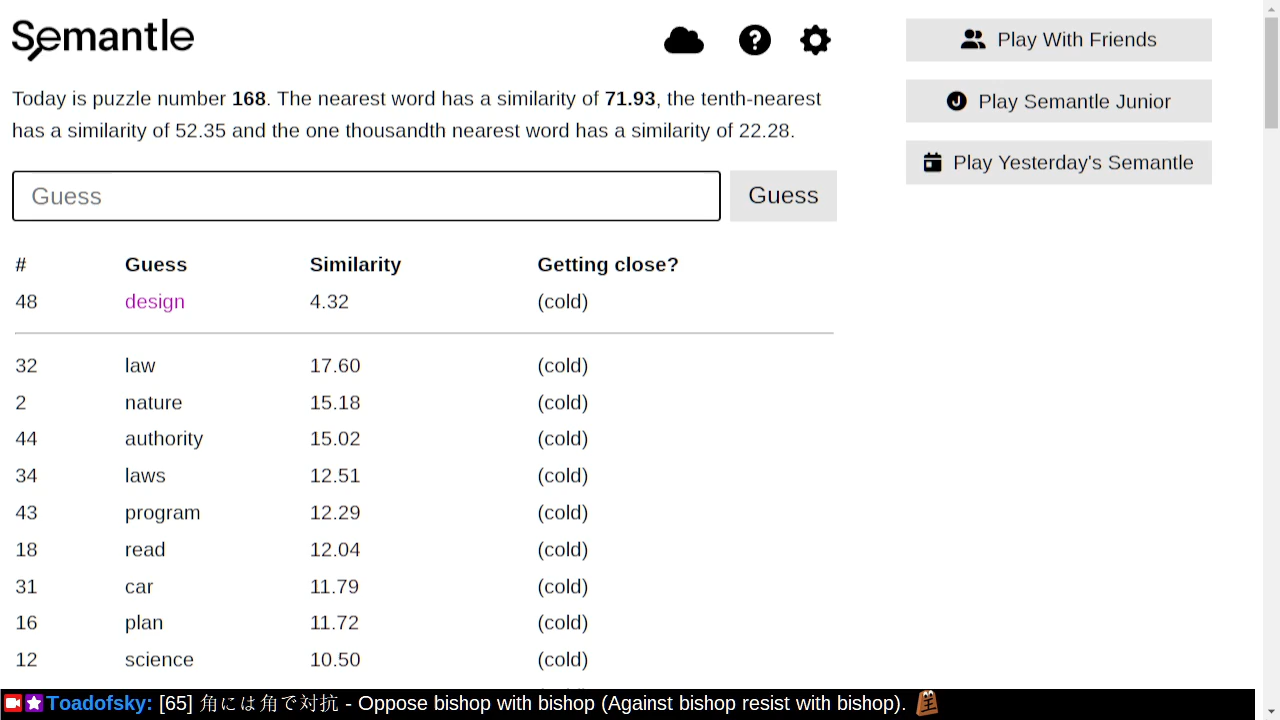 Semantle
Play With Friends
Today is puzzle number 168. The nearest word has a similarity of 71.93, the tenth-nearest
has a similarity of 52.35 and the one thousandth nearest word has a similarity of 22.28.
Play Semantle Junior
Play Yesterday's Semantle
Guess Guess
# Guess Similarity Getting close?
48 design 4.32 (cold)
32 law 17.60 (cold)
2 nature 15.18 (cold)
44 authority 15.02 (cold)
34 laws 12.51 (cold)
43 program 12.29 (cold)
18 read 12.04 (cold)
31 car 11.79 (cold)
16 plan 11.72 (cold)
12 science 10.50 (cold)
Toadofsky: [65] 角には角で対抗 - Oppose bishop with bishop (Against bishop resist with bishop).